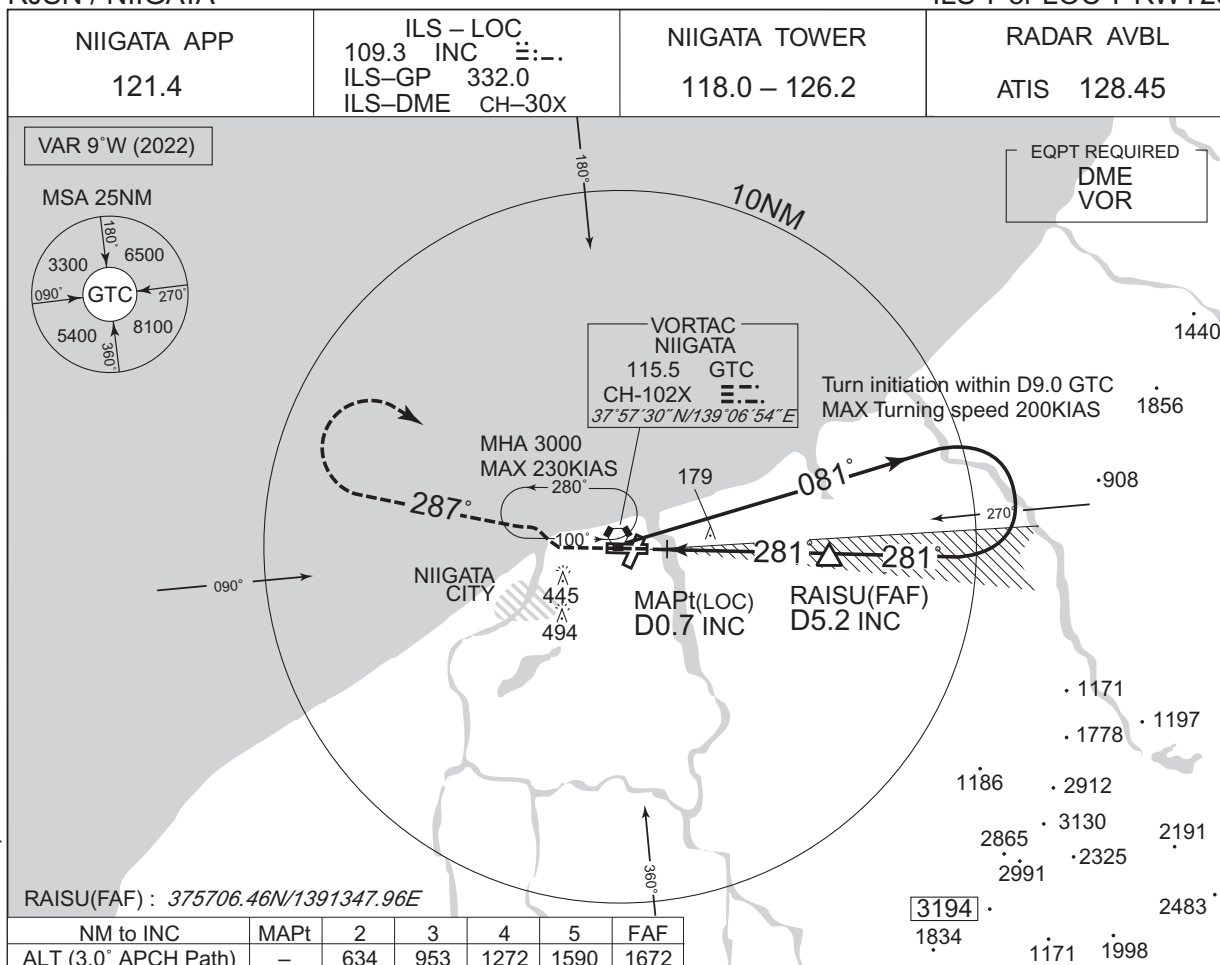 NIIGATA APP
121.4
ILS – LOC
109.3 INC
ILS–GP 332.0
ILS–DME CH–30X
NIIGATA TOWER
118.0 – 126.2
RADAR AVBL
ATIS 128.45
VAR 9°W (2022)
MSA 25NM
180°
3300
6500
090°
GTC
270°
5400
8100
360°
180°
10NM
EQPT REQUIRED
DME
VOR
VORTAC
NIIGATA
115.5 GTC
CH-102X
37°57′30″N/139°06′54″E
1440
Turn initiation within D9.0 GTC
MAX Turning speed 200KIAS
1856
MHA 3000
MAX 230KIAS
280°
179
081°
908
287°
100°
270°
281°
281°
090°
NIIGATA
CITY
445
494
MAPt(LOC)
D0.7 INC
RAISU(FAF)
D5.2 INC
1171
1197
1778
1186
2912
3130
2865
2191
2325
2991
360°
RAISU(FAF) : 375706.46N/1391347.96E
3194
2483
1834
1171
1998
NM to INC MAPt 2 3 4 5 FAF
ALT (3.0° APCH Path) – 634 953 1272 1590 1672